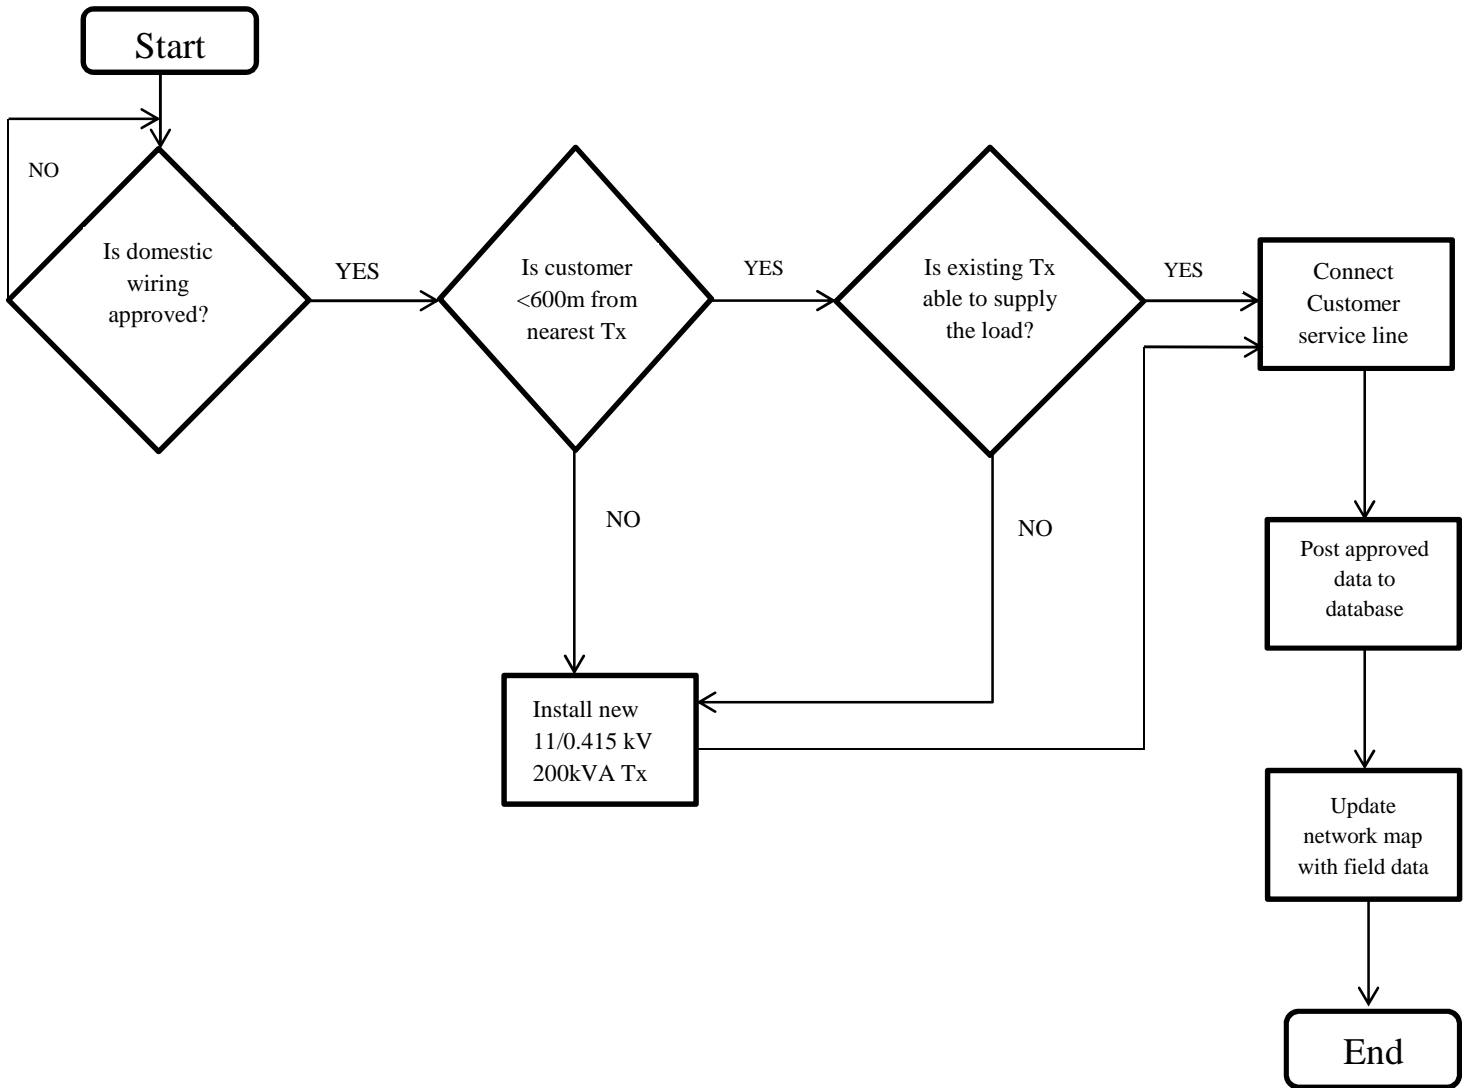 Start
NO
Is domestic
wiring
approved?
YES
Is customer
<600m from
nearest Tx
YES
Is existing Tx
able to supply
the load?
YES
Connect
Customer
service line
NO
NO
Post approved
data to
database
Install new
11/0.415 kV
200kVA Tx
Update
network map
with field data
End